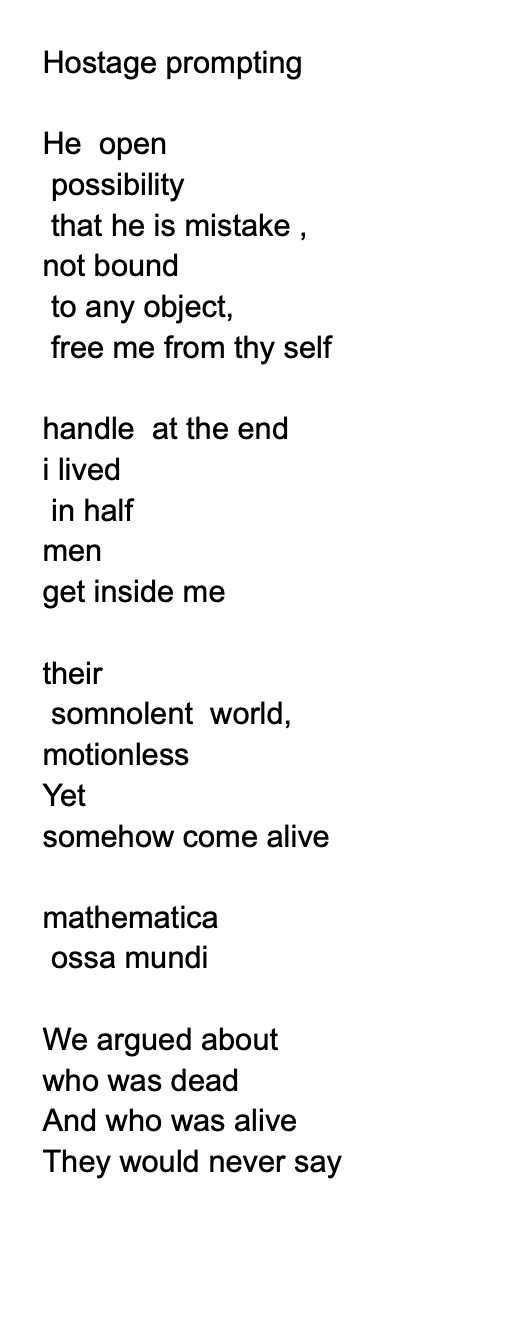 Hostage prompting
He  open
possibility
that he is mistake ,
not bound
to any object,
free me from thy self
handle  at the end
i lived
in half
men
get inside me
their
somnolent  world,
motionless
Yet
somehow come alive
mathematica
ossa mundi
We argued about
who was dead
And who was alive
They would never say